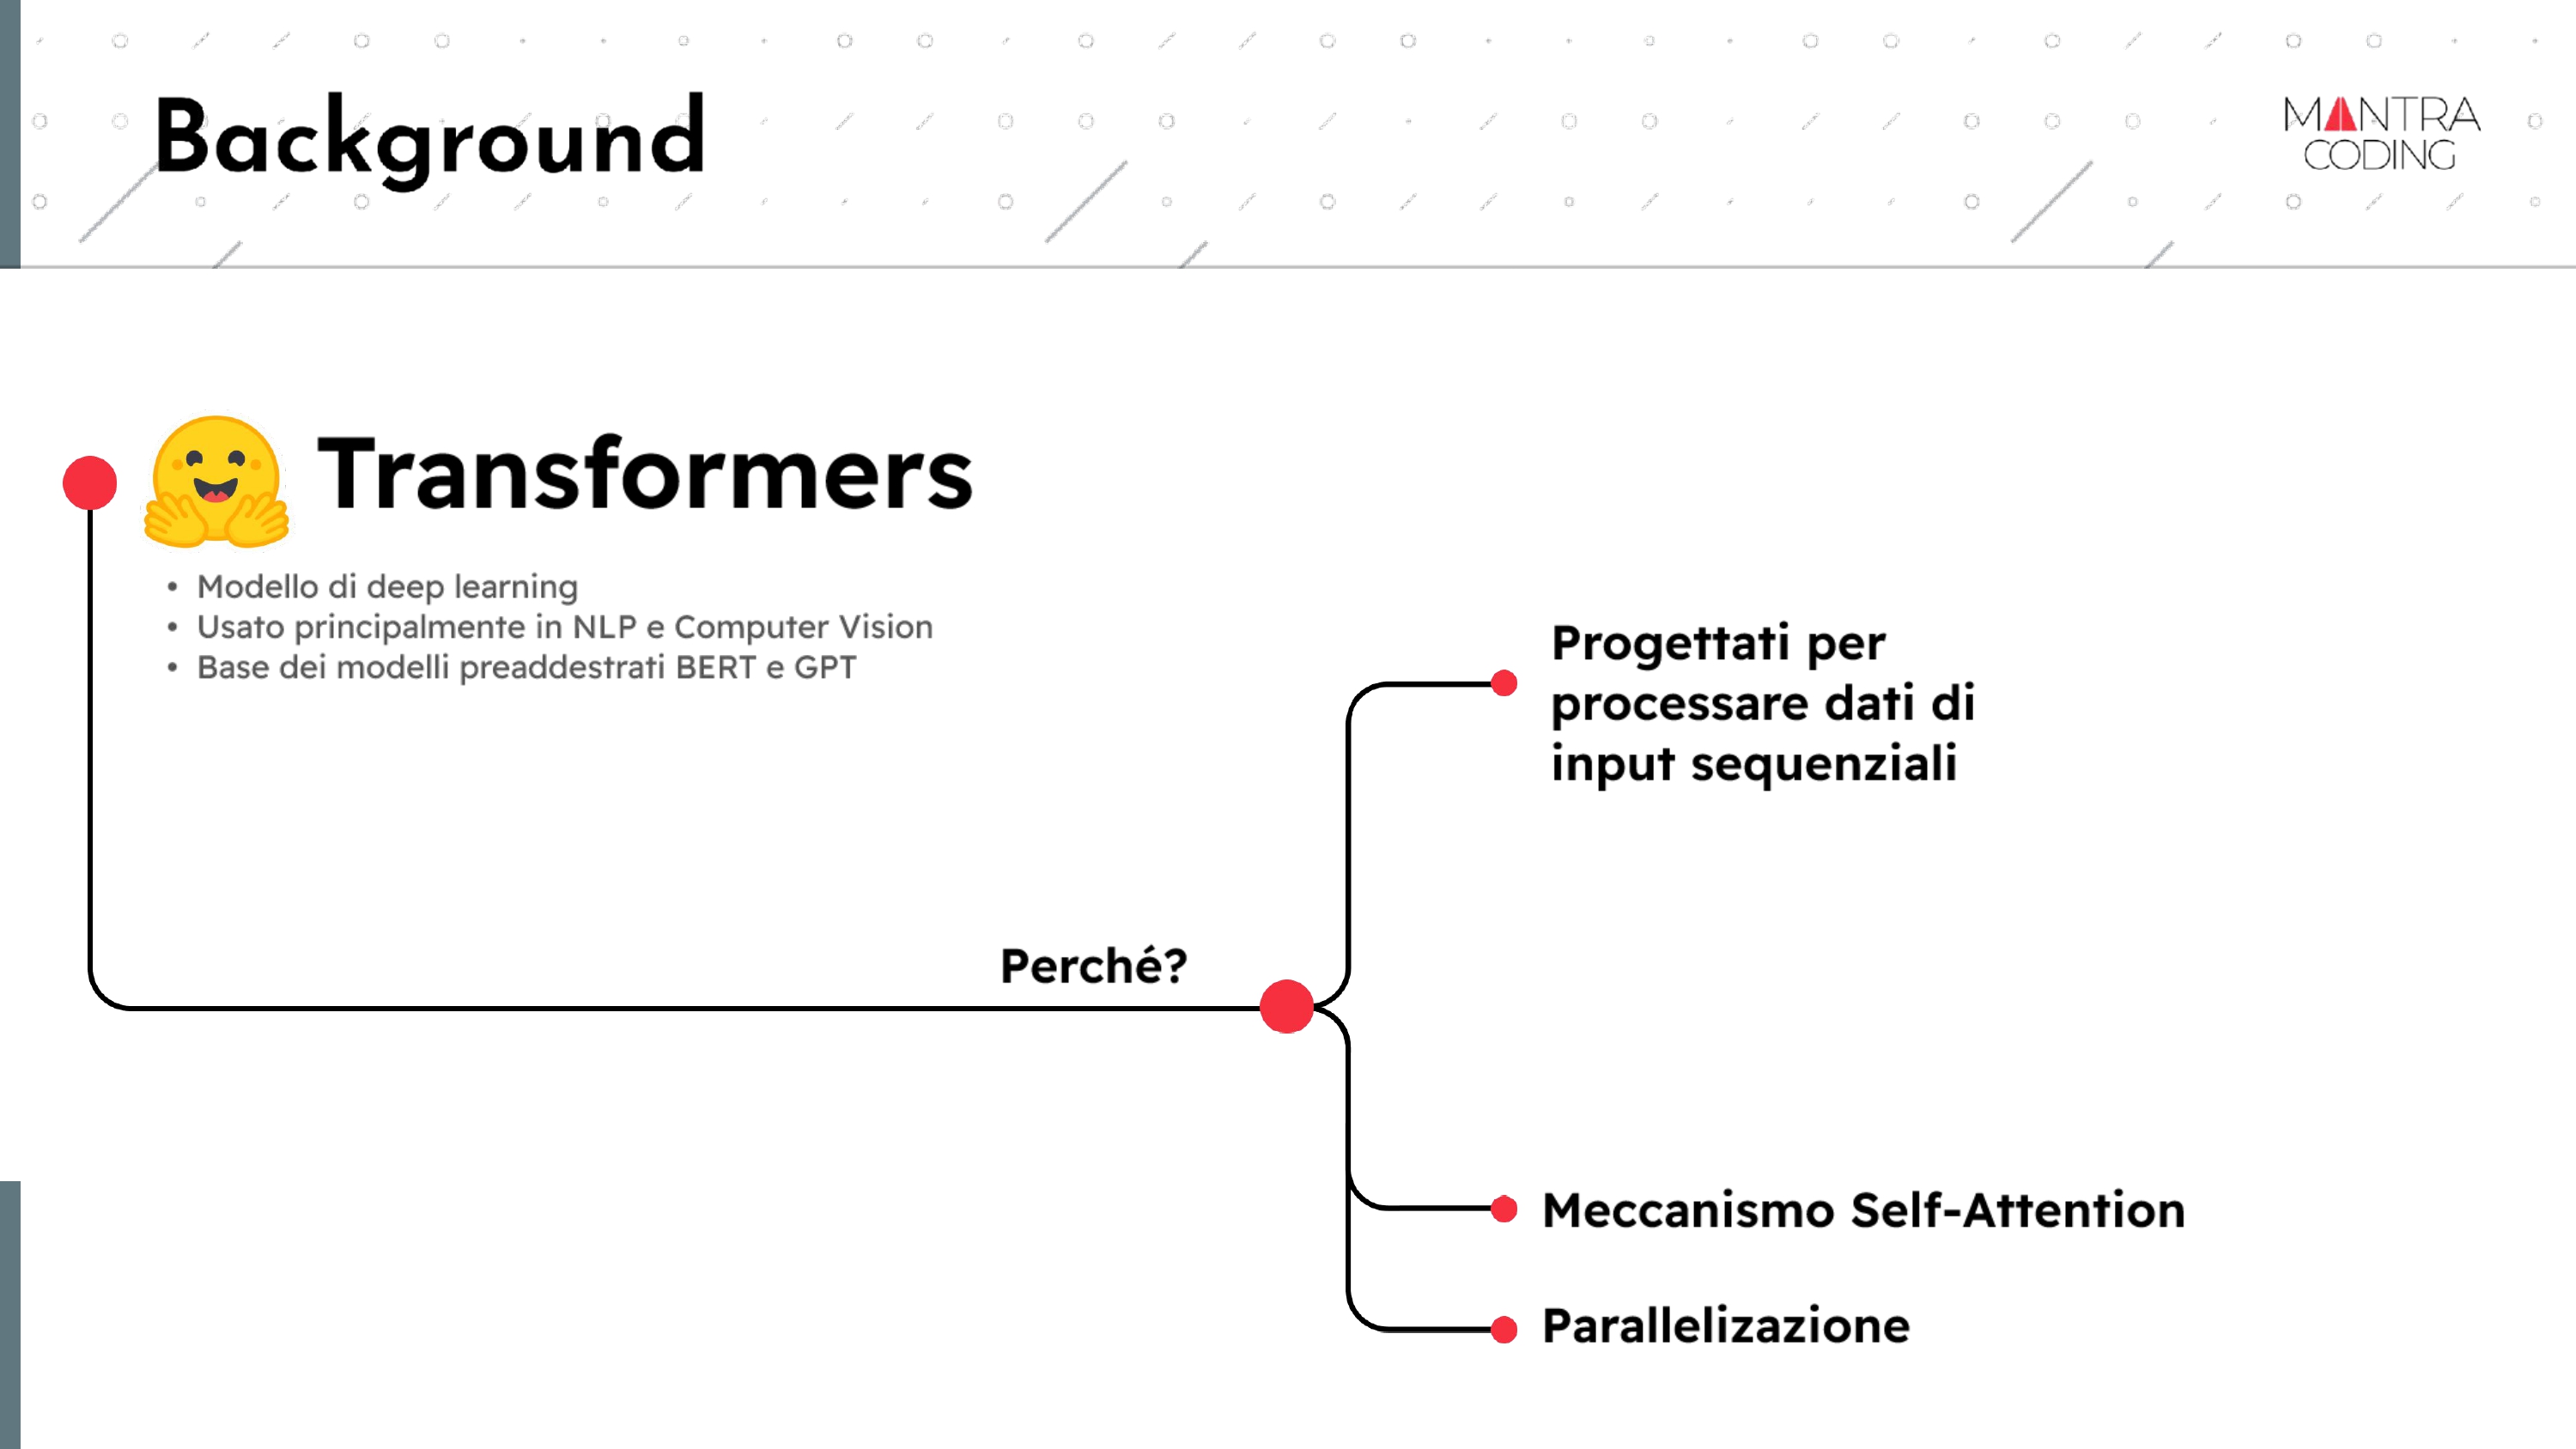 Background
MANTRA
CODING
Transformers
• Modello di deep learning
• Usato principalmente in NLP e Computer Vision
• Base dei modelli preaddestrati BERT e GPT
Perché?
Progettati per
processare dati di
input sequenziali
Meccanismo Self-Attention
Parallelizazione